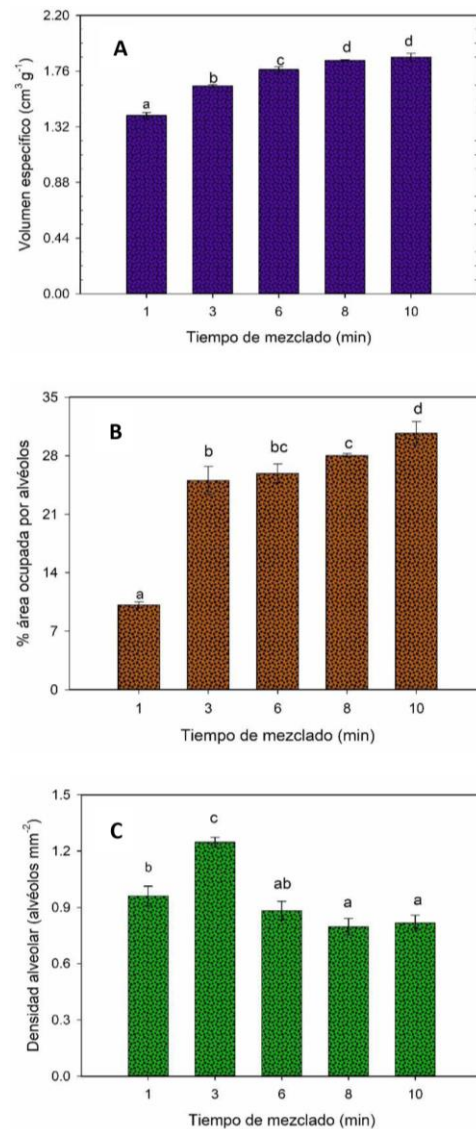 2.20
A
d
d
c
1.76
b
a
1.32
0.88
0.44
0.00
Volumen específico (cm³ g⁻¹)
1 3 6 8 10
Tiempo de mezclado (min)
35
B
d
c
bc
b
28
21
14
a
7
0
% área ocupada por alvéolos
1 3 6 8 10
Tiempo de mezclado (min)
1.5
C
c
1.2
b
ab
a
a
0.9
0.6
0.3
0.0
Densidad alveolar (alvéolos mm⁻²)
1 3 6 8 10
Tiempo de mezclado (min)